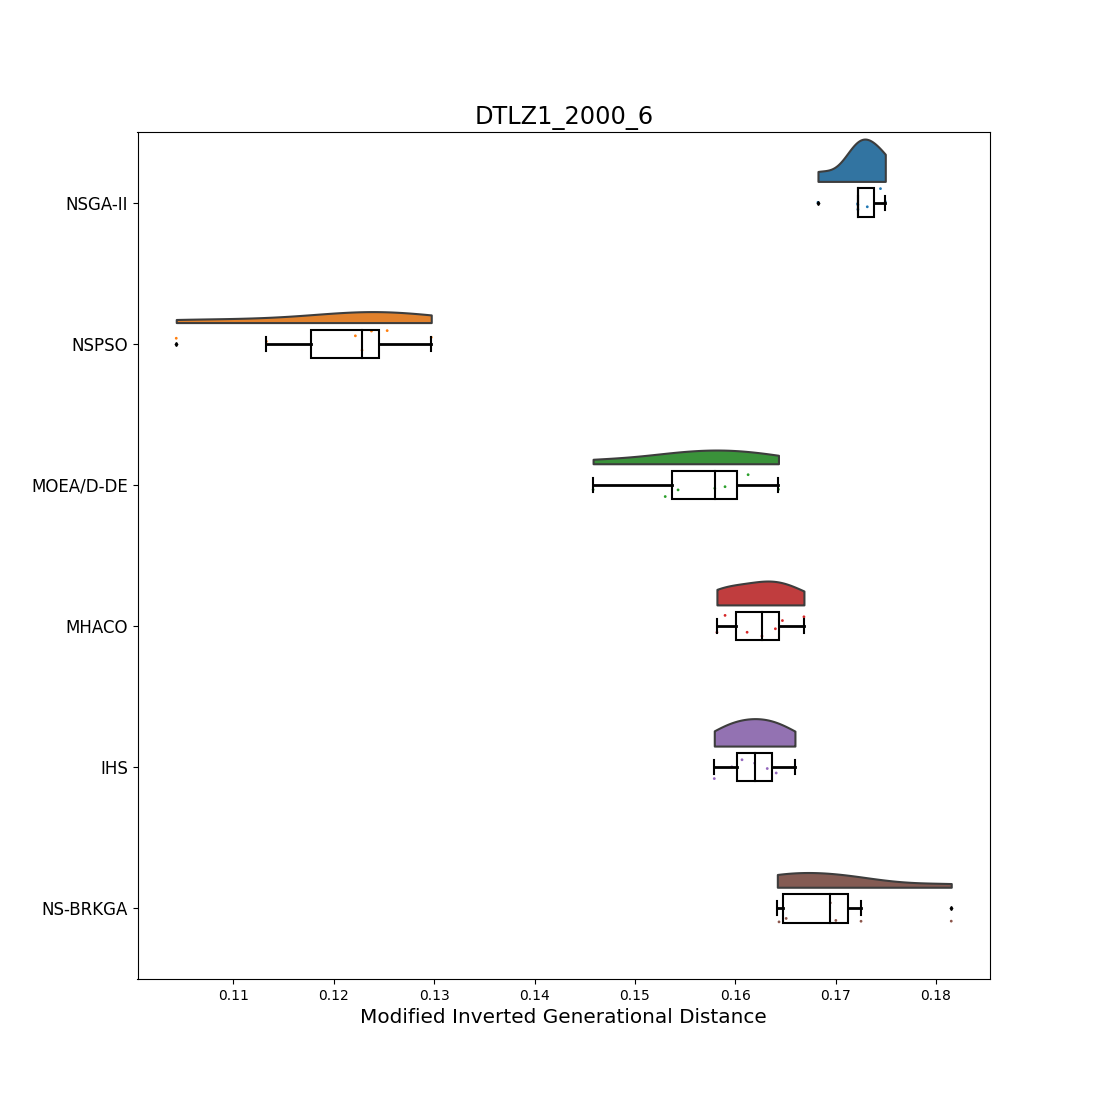 DTLZ1_2000_6
NSGA-II
NSPSO
MOEA/D-DE
MHACO
IHS
NS-BRKGA
0.11 0.12 0.13 0.14 0.15 0.16 0.17 0.18
Modified Inverted Generational Distance